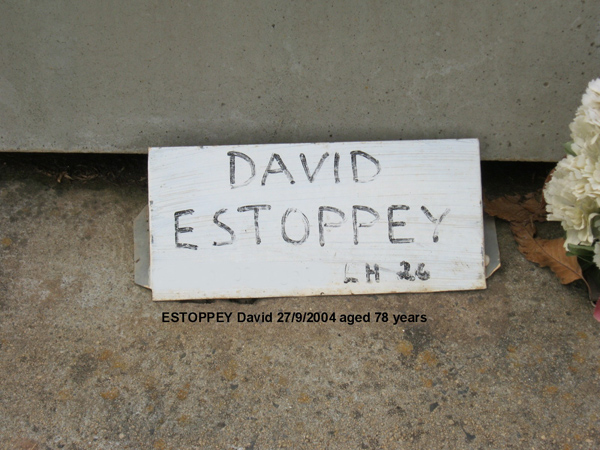 DAVID
ESTOPPEY
LH 26
ESTOPPEY David 27/9/2004 aged 78 years